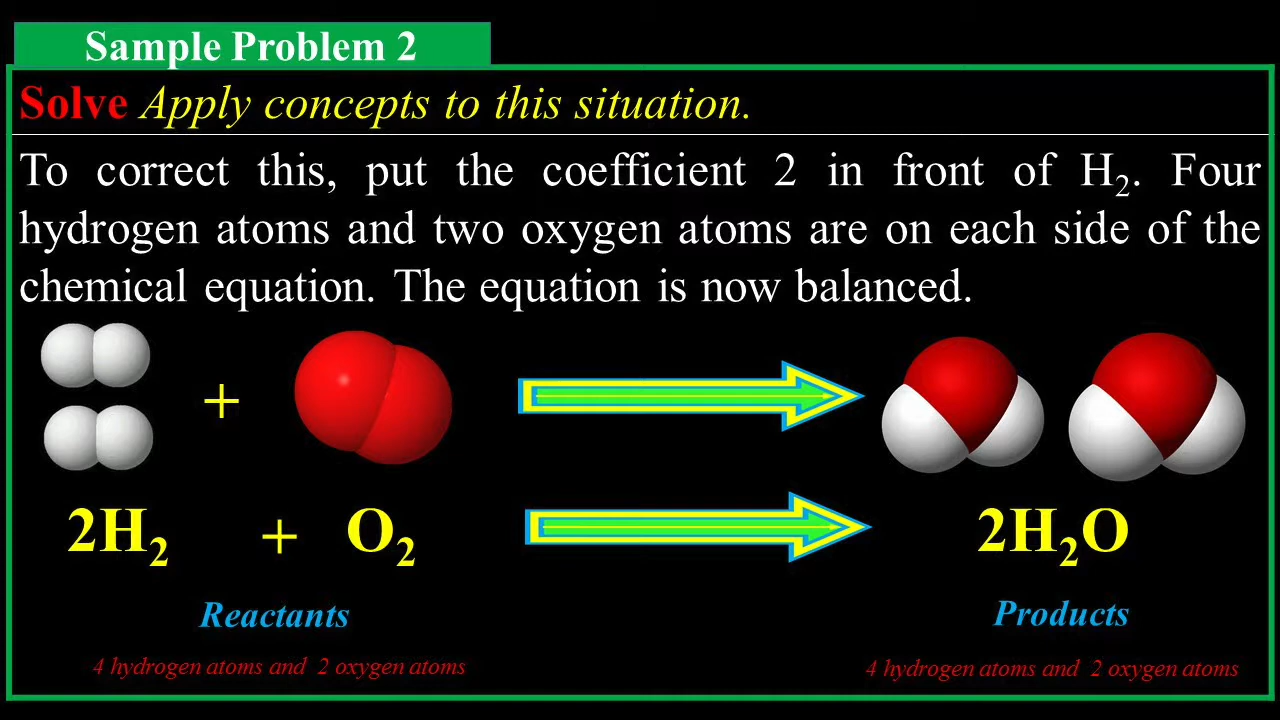 Sample Problem 2
Solve Apply concepts to this situation.
To correct this, put the coefficient 2 in front of H₂. Four
hydrogen atoms and two oxygen atoms are on each side of the
chemical equation. The equation is now balanced.
+
2H₂ + O₂ 2H₂O
Reactants Products
4 hydrogen atoms and 2 oxygen atoms 4 hydrogen atoms and 2 oxygen atoms